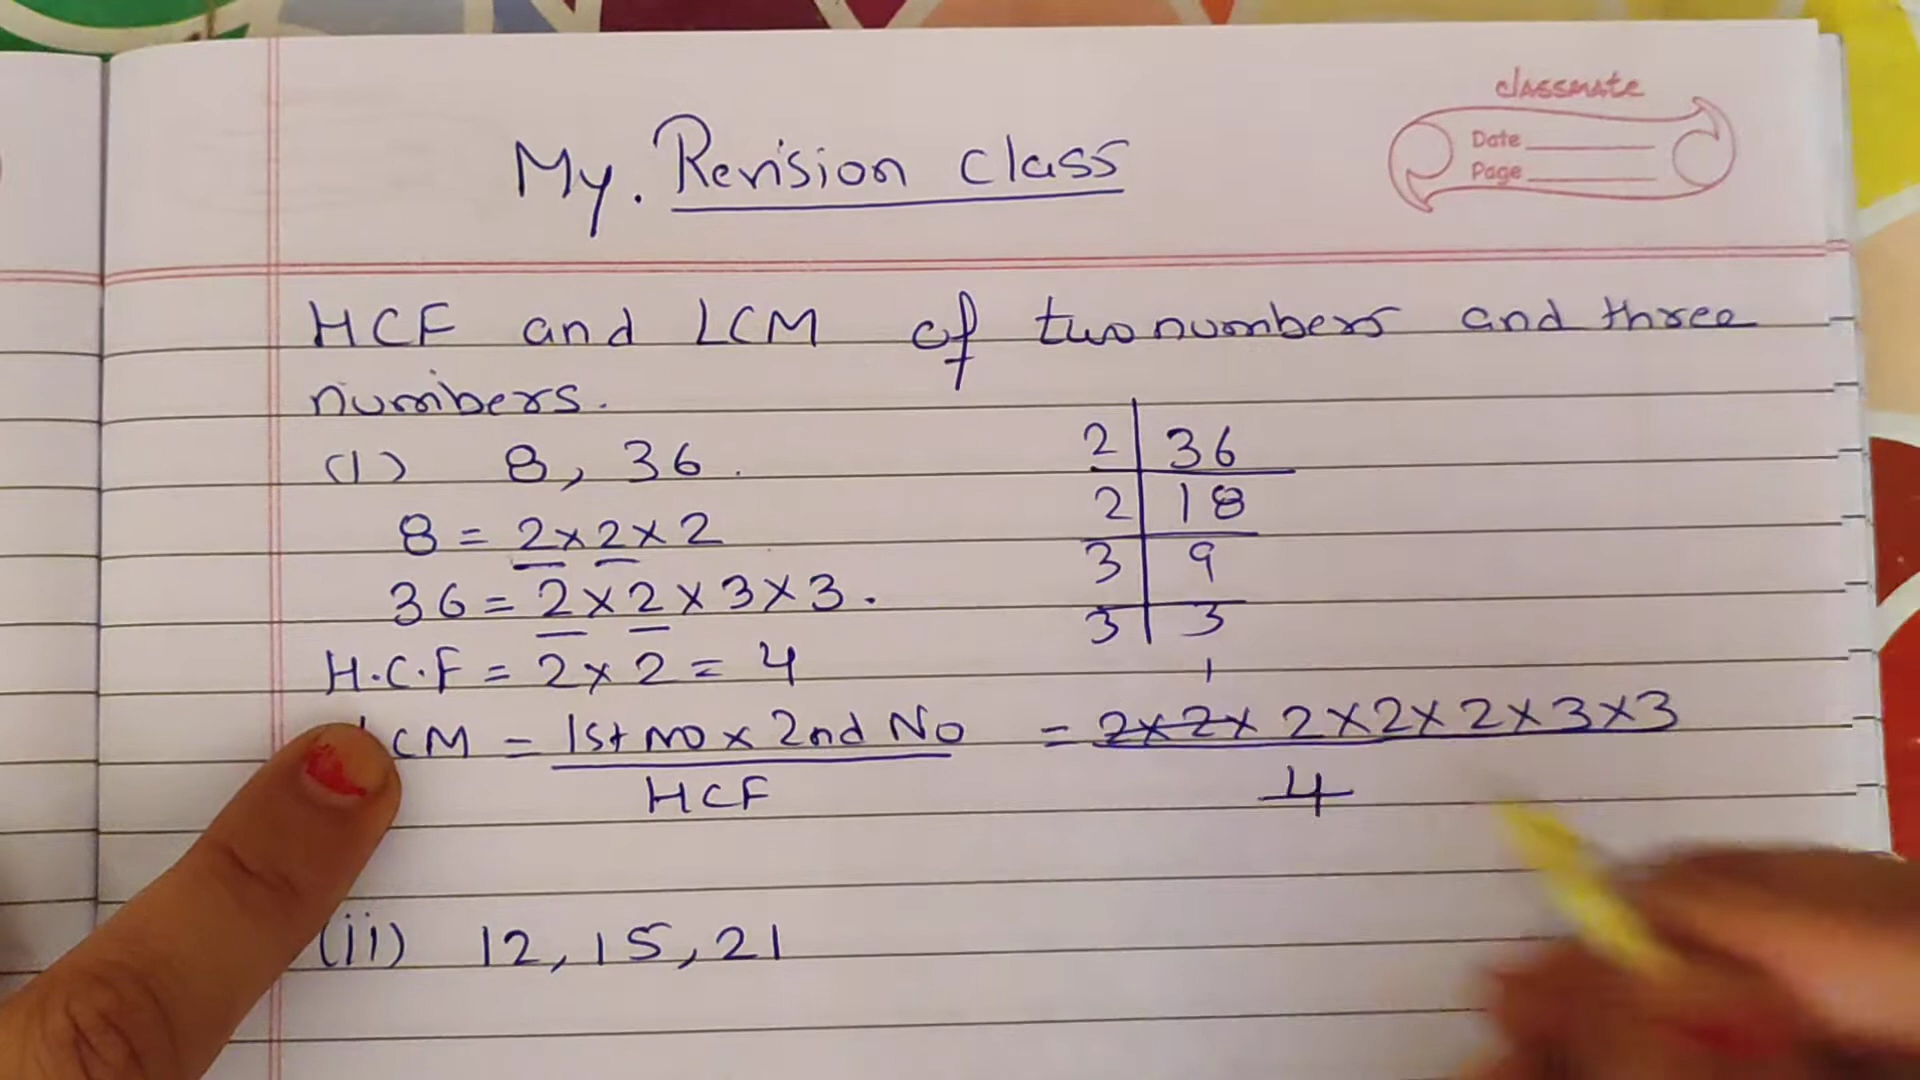 classmate
Date
Page
My. Revision class
HCF and LCM of two numbers and three
numbers.
(1) 8, 36.
8 = 2×2×2
36 = 2×2×3×3.
H.C.F = 2×2 = 4
CM = 1st no × 2nd No = 2×2×2×2×2×3×3
HCF 4
2 36
2 18
3 9
3 3
1
(ii) 12, 15, 21